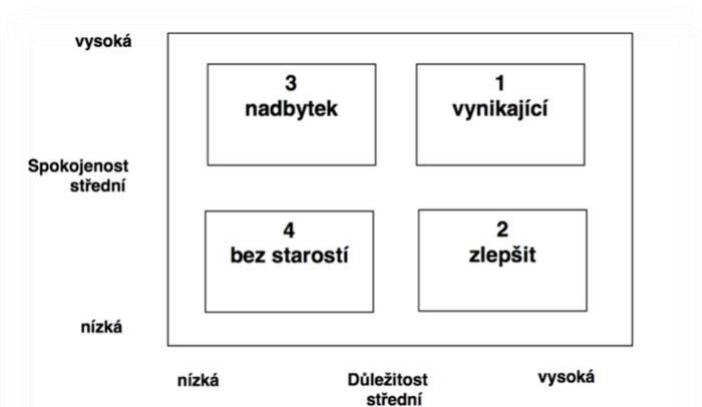 vysoká
3
nadbytek
1
vynikající
Spokojenost
střední
4
bez starostí
2
zlepšit
nízká
nízká
Důležitost
střední
vysoká